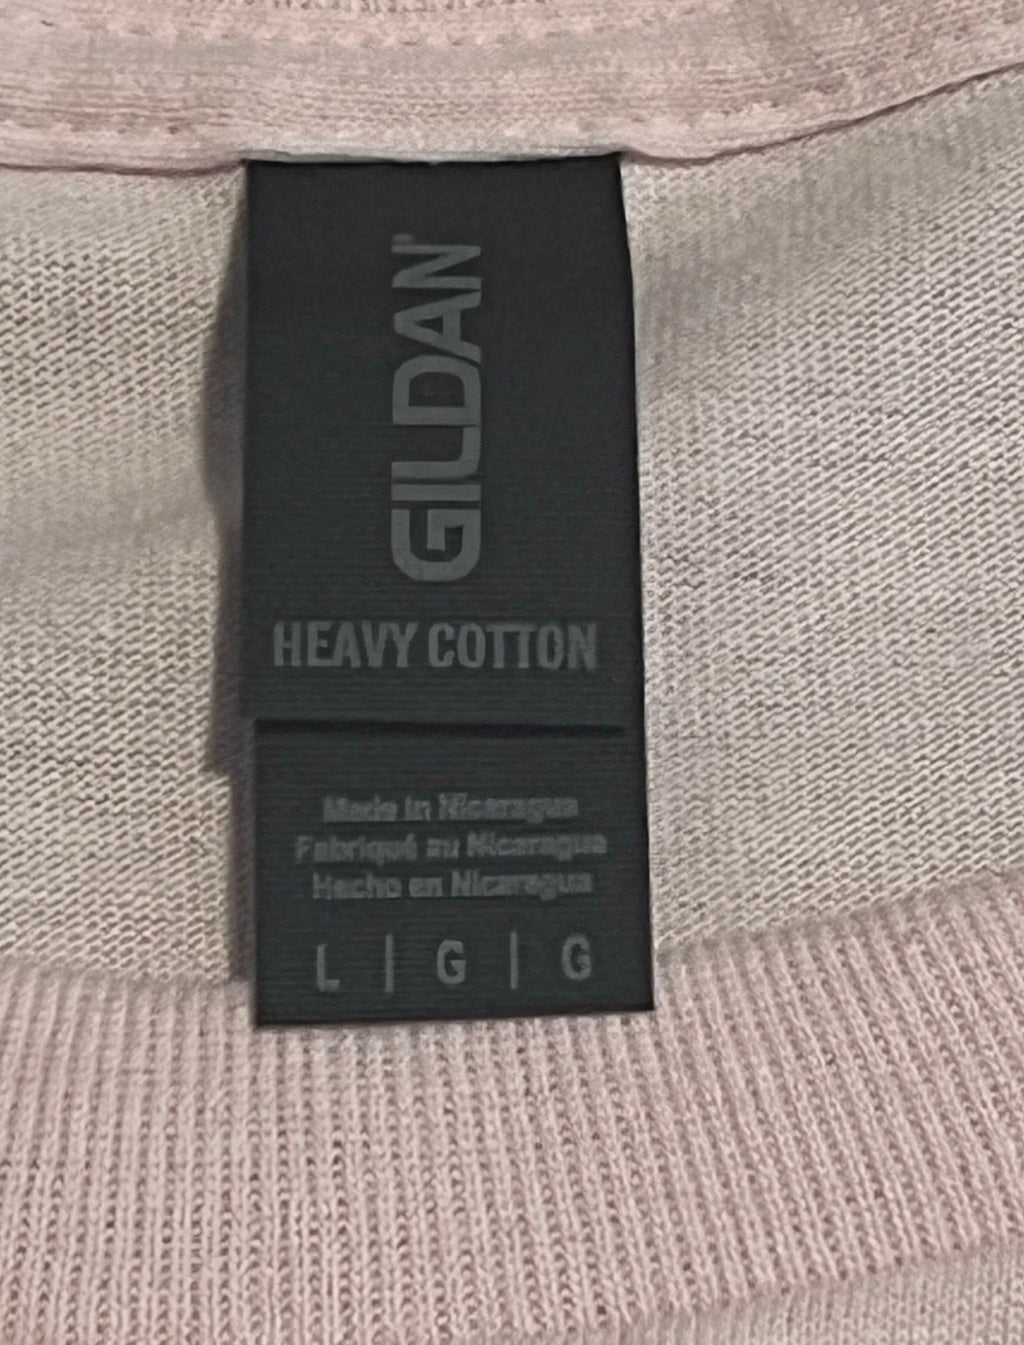 GILDAN®
HEAVY COTTON
Made in Nicaragua
Fabriqué au Nicaragua
Hecho en Nicaragua
L | G | G